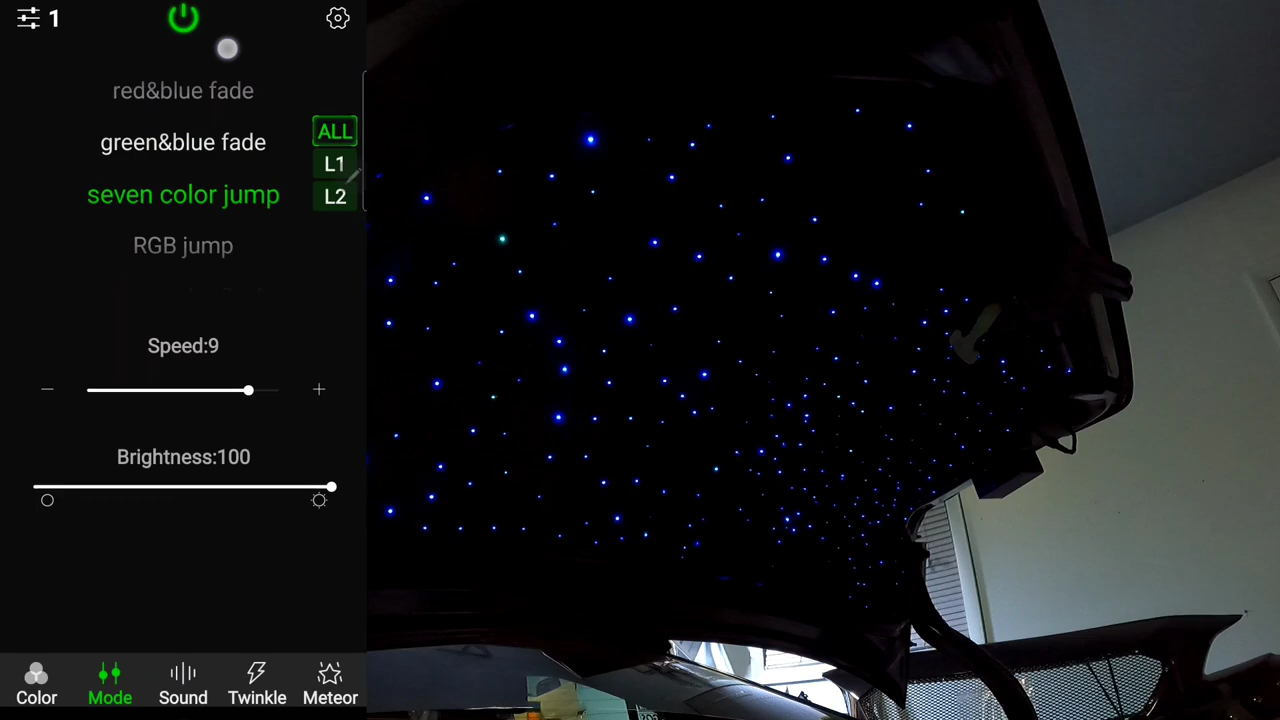 1
red&blue fade
green&blue fade
ALL
L1
seven color jump
L2
RGB jump
Speed:9
Brightness:100
Color
Mode
Sound
Twinkle
Meteor